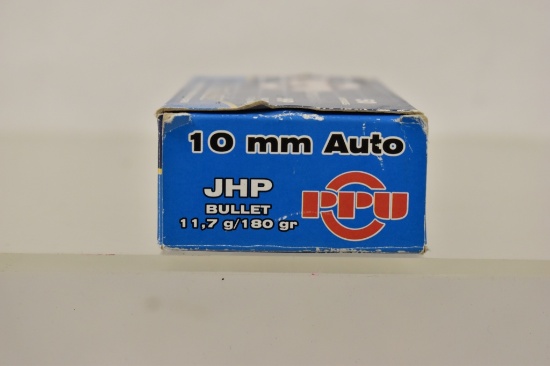 10 mm Auto
JHP
BULLET
11,7 g/180 gr
PPU